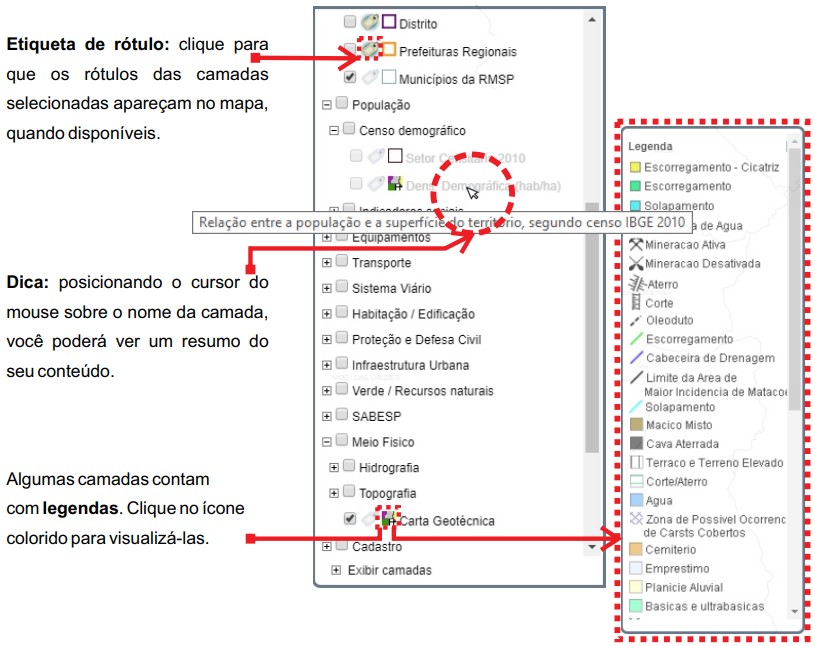 Etiqueta de rótulo: clique para
que os rótulos das camadas
selecionadas apareçam no mapa,
quando disponíveis.
Dica: posicionando o cursor do
mouse sobre o nome da camada,
você poderá ver um resumo do
seu conteúdo.
Algumas camadas contam
com legendas. Clique no ícone
colorido para visualizá-las.
Distrito
Prefeituras Regionais
Municípios da RMSP
População
Censo demográfico
Setor Censitário 2010
Dens. Demográfica (hab/ha)
Indicadores sociais
Relação entre a população e a superfície do território, segundo censo IBGE 2010
Equipamentos
Transporte
Sistema Viário
Habitação / Edificação
Proteção e Defesa Civil
Infraestrutura Urbana
Verde / Recursos naturais
SABESP
Meio Físico
Hidrografia
Topografia
Carta Geotécnica
Cadastro
Exibir camadas
Legenda
Escorregamento - Cicatriz
Escorregamento
Solapamento
de Agua
Mineracao Ativa
Mineracao Desativada
Aterro
Corte
Oleoduto
Escorregamento
Cabeceira de Drenagem
Limite da Area de
Maior Incidencia de Mataco
Solapamento
Macico Misto
Cava Aterrada
Terraco e Terreno Elevado
Corte/Aterro
Agua
Zona de Possivel Ocorrenc
de Carsts Cobertos
Cemiterio
Emprestimo
Planicie Aluvial
Basicas e ultrabasicas